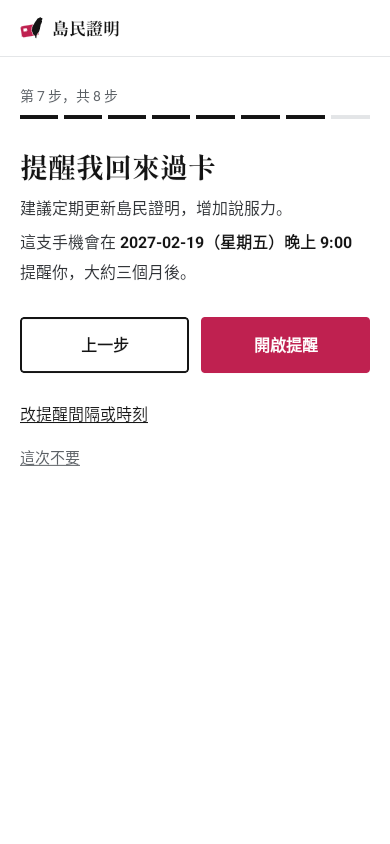 島民證明
第 7 步，共 8 步
提醒我回來過卡
建議定期更新島民證明，增加說服力。
這支手機會在 2027-02-19（星期五）晚上 9:00
提醒你，大約三個月後。
上一步
開啟提醒
改提醒間隔或時刻
這次不要